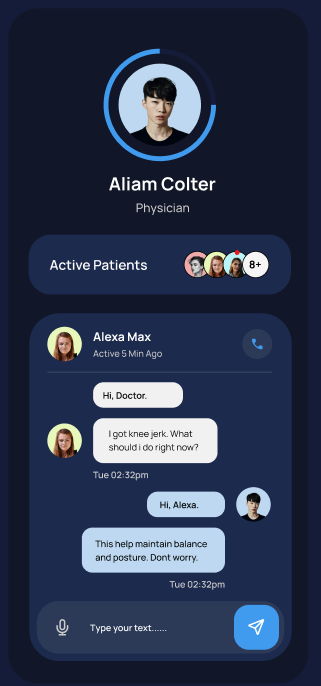 Aliam Colter
Physician
Active Patients
8+
Alexa Max
Active 5 Min Ago
Hi, Doctor.
I got knee jerk. What
should i do right now?
Tue 02:32pm
Hi, Alexa.
This help maintain balance
and posture. Dont worry.
Tue 02:32pm
Type your text......